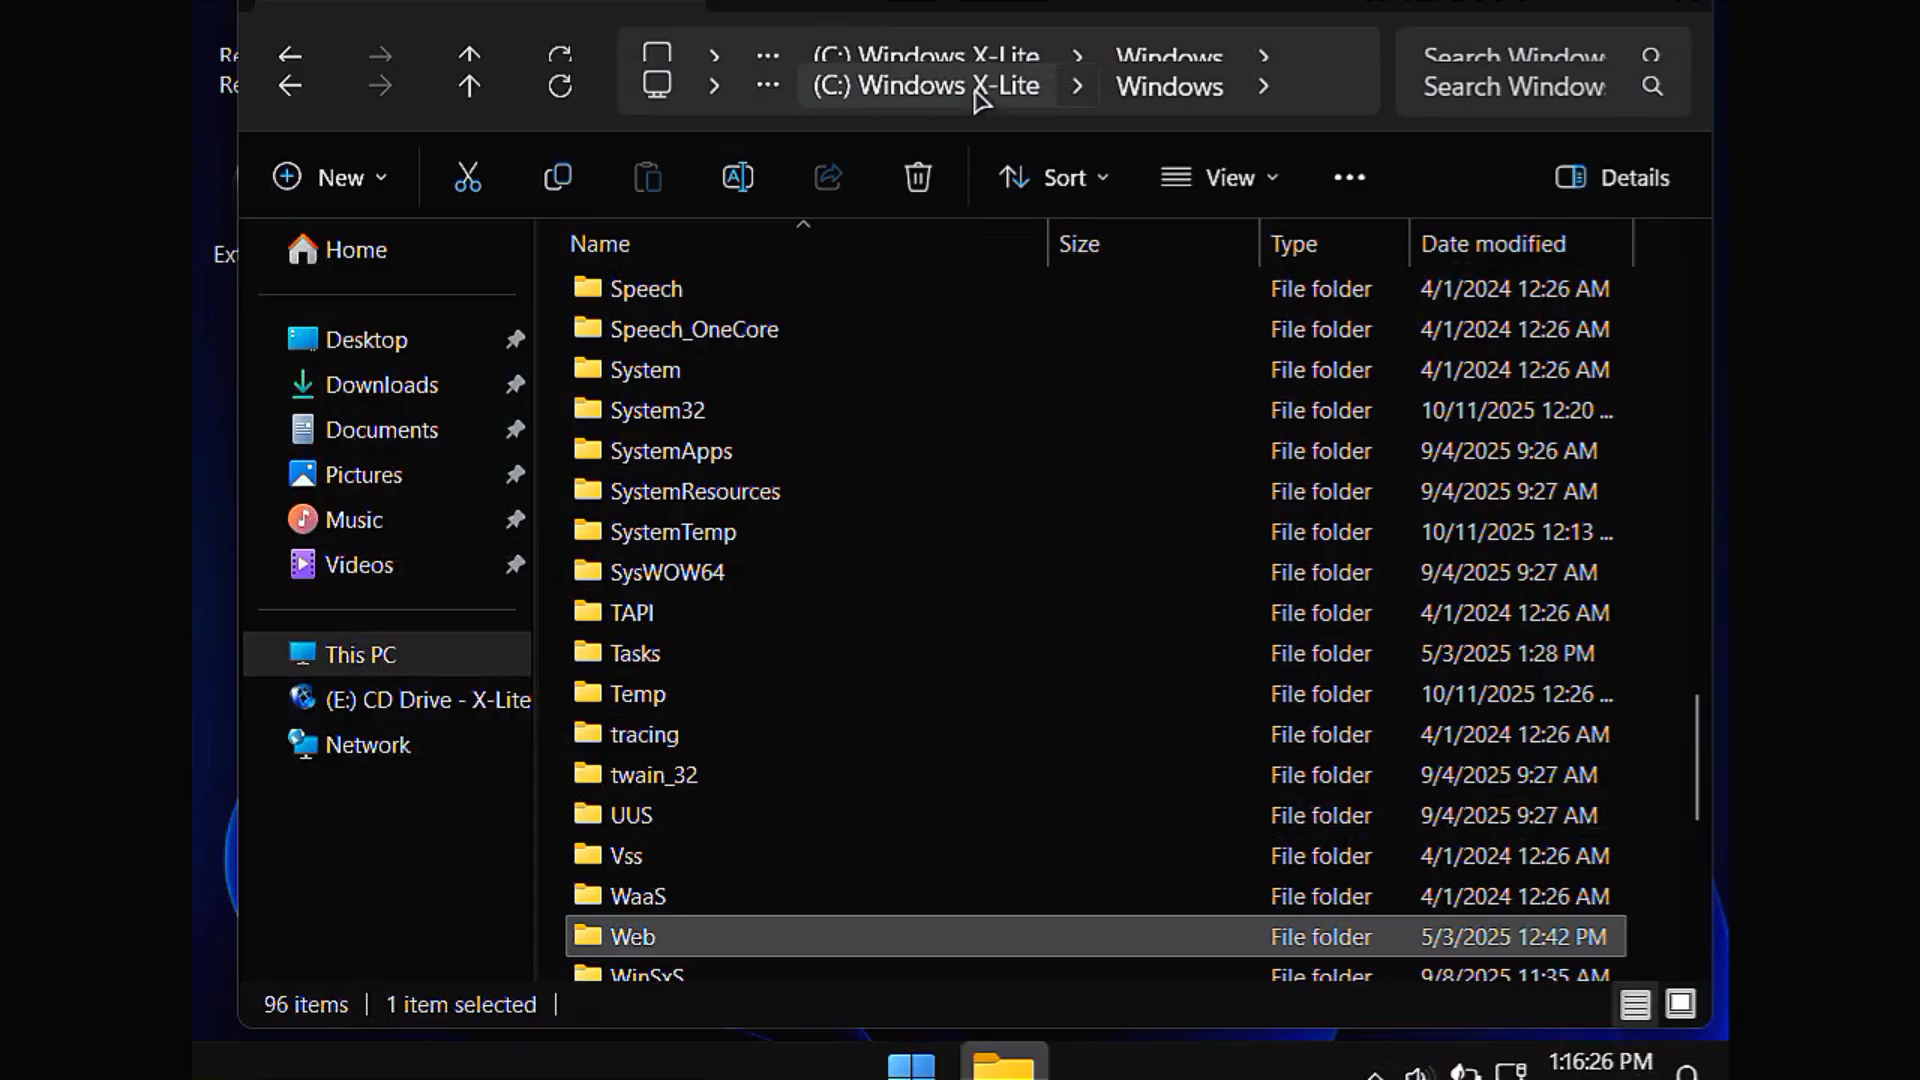 Re
(C:) Windows X-Lite
Windows
Search Window
Re
(C:) Windows X-Lite
Windows
Search Window
New
Sort
View
Details
Ext
Home
Desktop
Downloads
Documents
Pictures
Music
Videos
This PC
(E:) CD Drive - X-Lite
Network
Name Size Type Date modified
Speech File folder 4/1/2024 12:26 AM
Speech_OneCore File folder 4/1/2024 12:26 AM
System File folder 4/1/2024 12:26 AM
System32 File folder 10/11/2025 12:20 ...
SystemApps File folder 9/4/2025 9:26 AM
SystemResources File folder 9/4/2025 9:27 AM
SystemTemp File folder 10/11/2025 12:13 ...
SysWOW64 File folder 9/4/2025 9:27 AM
TAPI File folder 4/1/2024 12:26 AM
Tasks File folder 5/3/2025 1:28 PM
Temp File folder 10/11/2025 12:26 ...
tracing File folder 4/1/2024 12:26 AM
twain_32 File folder 9/4/2025 9:27 AM
UUS File folder 9/4/2025 9:27 AM
Vss File folder 4/1/2024 12:26 AM
WaaS File folder 4/1/2024 12:26 AM
Web File folder 5/3/2025 12:42 PM
WinSxS File folder 9/8/2025 11:35 AM
96 items | 1 item selected |
1:16:26 PM